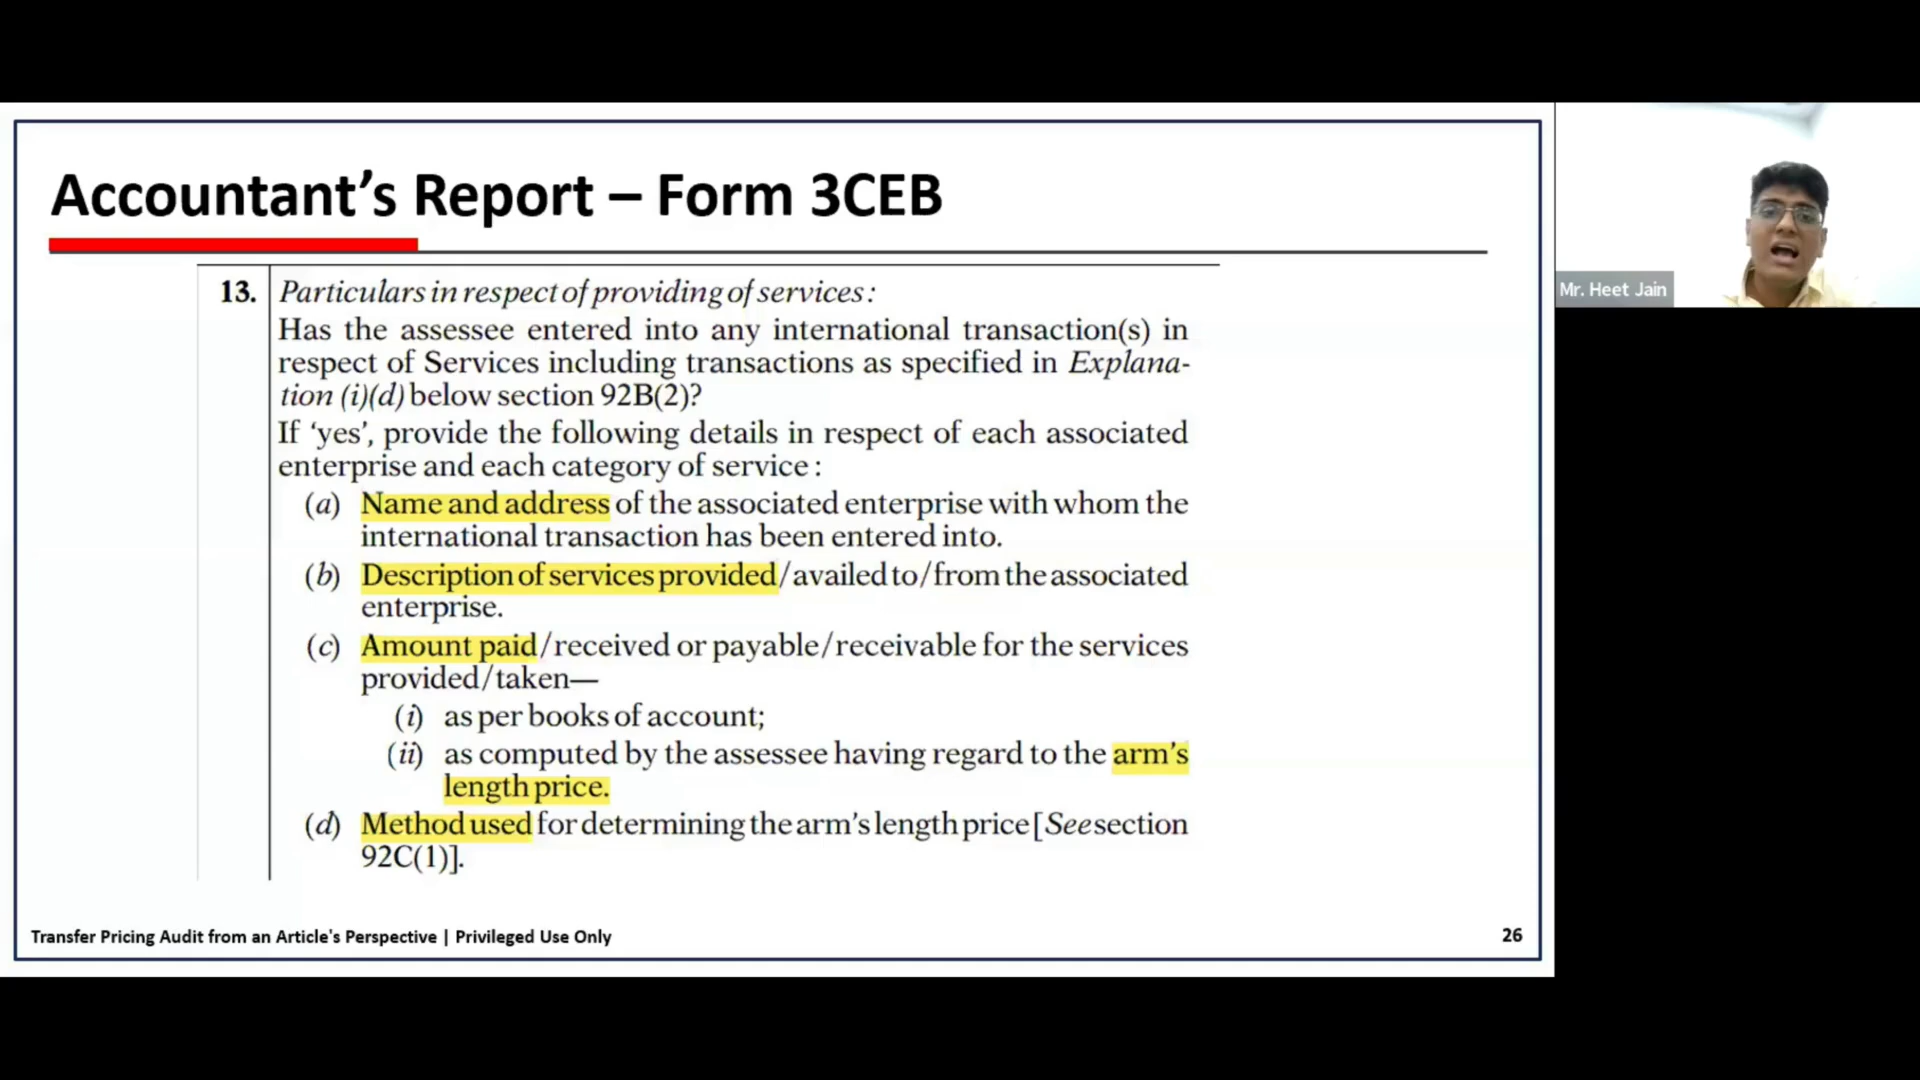 Accountant’s Report – Form 3CEB
13. Particulars in respect of providing of services :
Has the assessee entered into any international transaction(s) in
respect of Services including transactions as specified in Explana-
tion (i)(d) below section 92B(2)?
If ‘yes’, provide the following details in respect of each associated
enterprise and each category of service :
(a) Name and address of the associated enterprise with whom the
international transaction has been entered into.
(b) Description of services provided/availed to/from the associated
enterprise.
(c) Amount paid/received or payable/receivable for the services
provided/taken—
(i) as per books of account;
(ii) as computed by the assessee having regard to the arm’s
length price.
(d) Method used for determining the arm’s length price [See section
92C(1)].
Transfer Pricing Audit from an Article's Perspective | Privileged Use Only
26
Mr. Heet Jain